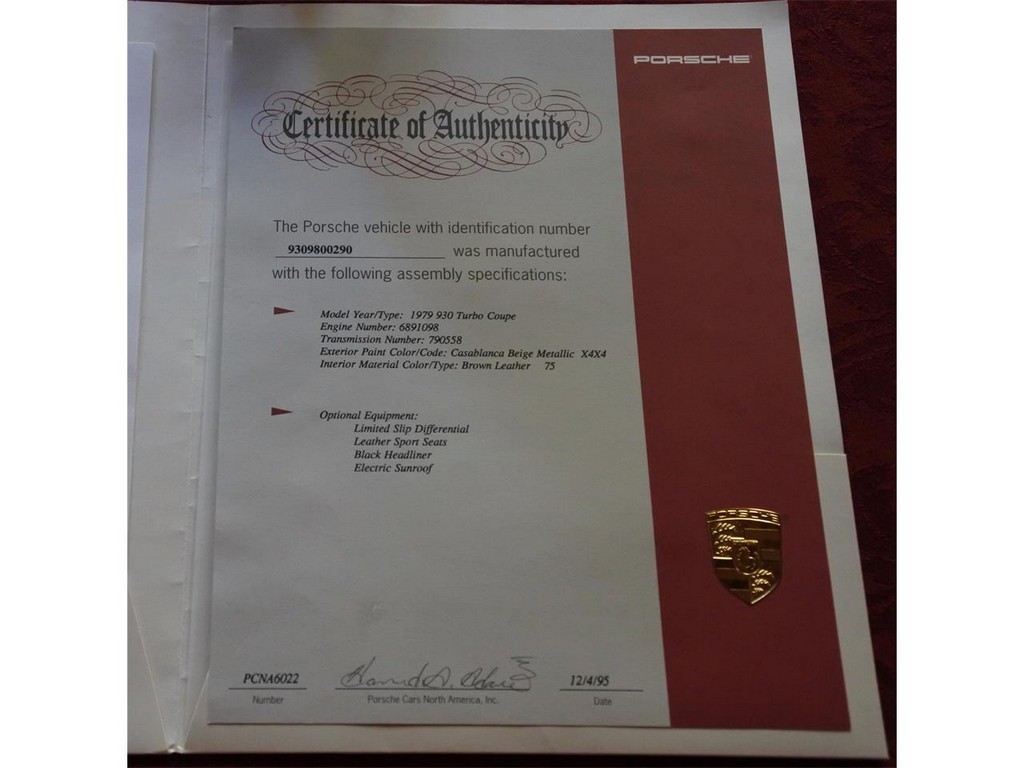 PORSCHE
Certificate of Authenticity
The Porsche vehicle with identification number
9309800290 was manufactured
with the following assembly specifications:
Model Year/Type: 1979 930 Turbo Coupe
Engine Number: 6891098
Transmission Number: 790558
Exterior Paint Color/Code: Casablanca Beige Metallic X4X4
Interior Material Color/Type: Brown Leather 75
Optional Equipment:
Limited Slip Differential
Leather Sport Seats
Black Headliner
Electric Sunroof
PORSCHE
PCNA6022 12/4/95
Number Porsche Cars North America, Inc. Date